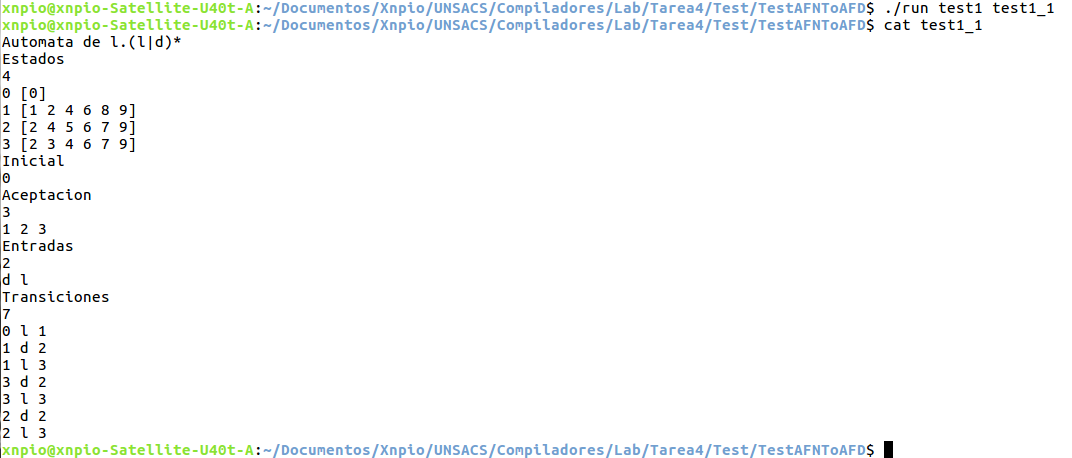 xnpio@xnpio-Satellite-U40t-A:~/Documentos/Xnpio/UNSACS/Compiladores/Lab/Tarea4/Test/TestAFNToAFD$ ./run test1 test1_1
xnpio@xnpio-Satellite-U40t-A:~/Documentos/Xnpio/UNSACS/Compiladores/Lab/Tarea4/Test/TestAFNToAFD$ cat test1_1
Automata de l.(l|d)*
Estados
4
0 [0]
1 [1 2 4 6 8 9]
2 [2 4 5 6 7 9]
3 [2 3 4 6 7 9]
Inicial
0
Aceptacion
3
1 2 3
Entradas
2
d l
Transiciones
7
0 l 1
1 d 2
1 l 3
3 d 2
3 l 3
2 d 2
2 l 3
xnpio@xnpio-Satellite-U40t-A:~/Documentos/Xnpio/UNSACS/Compiladores/Lab/Tarea4/Test/TestAFNToAFD$